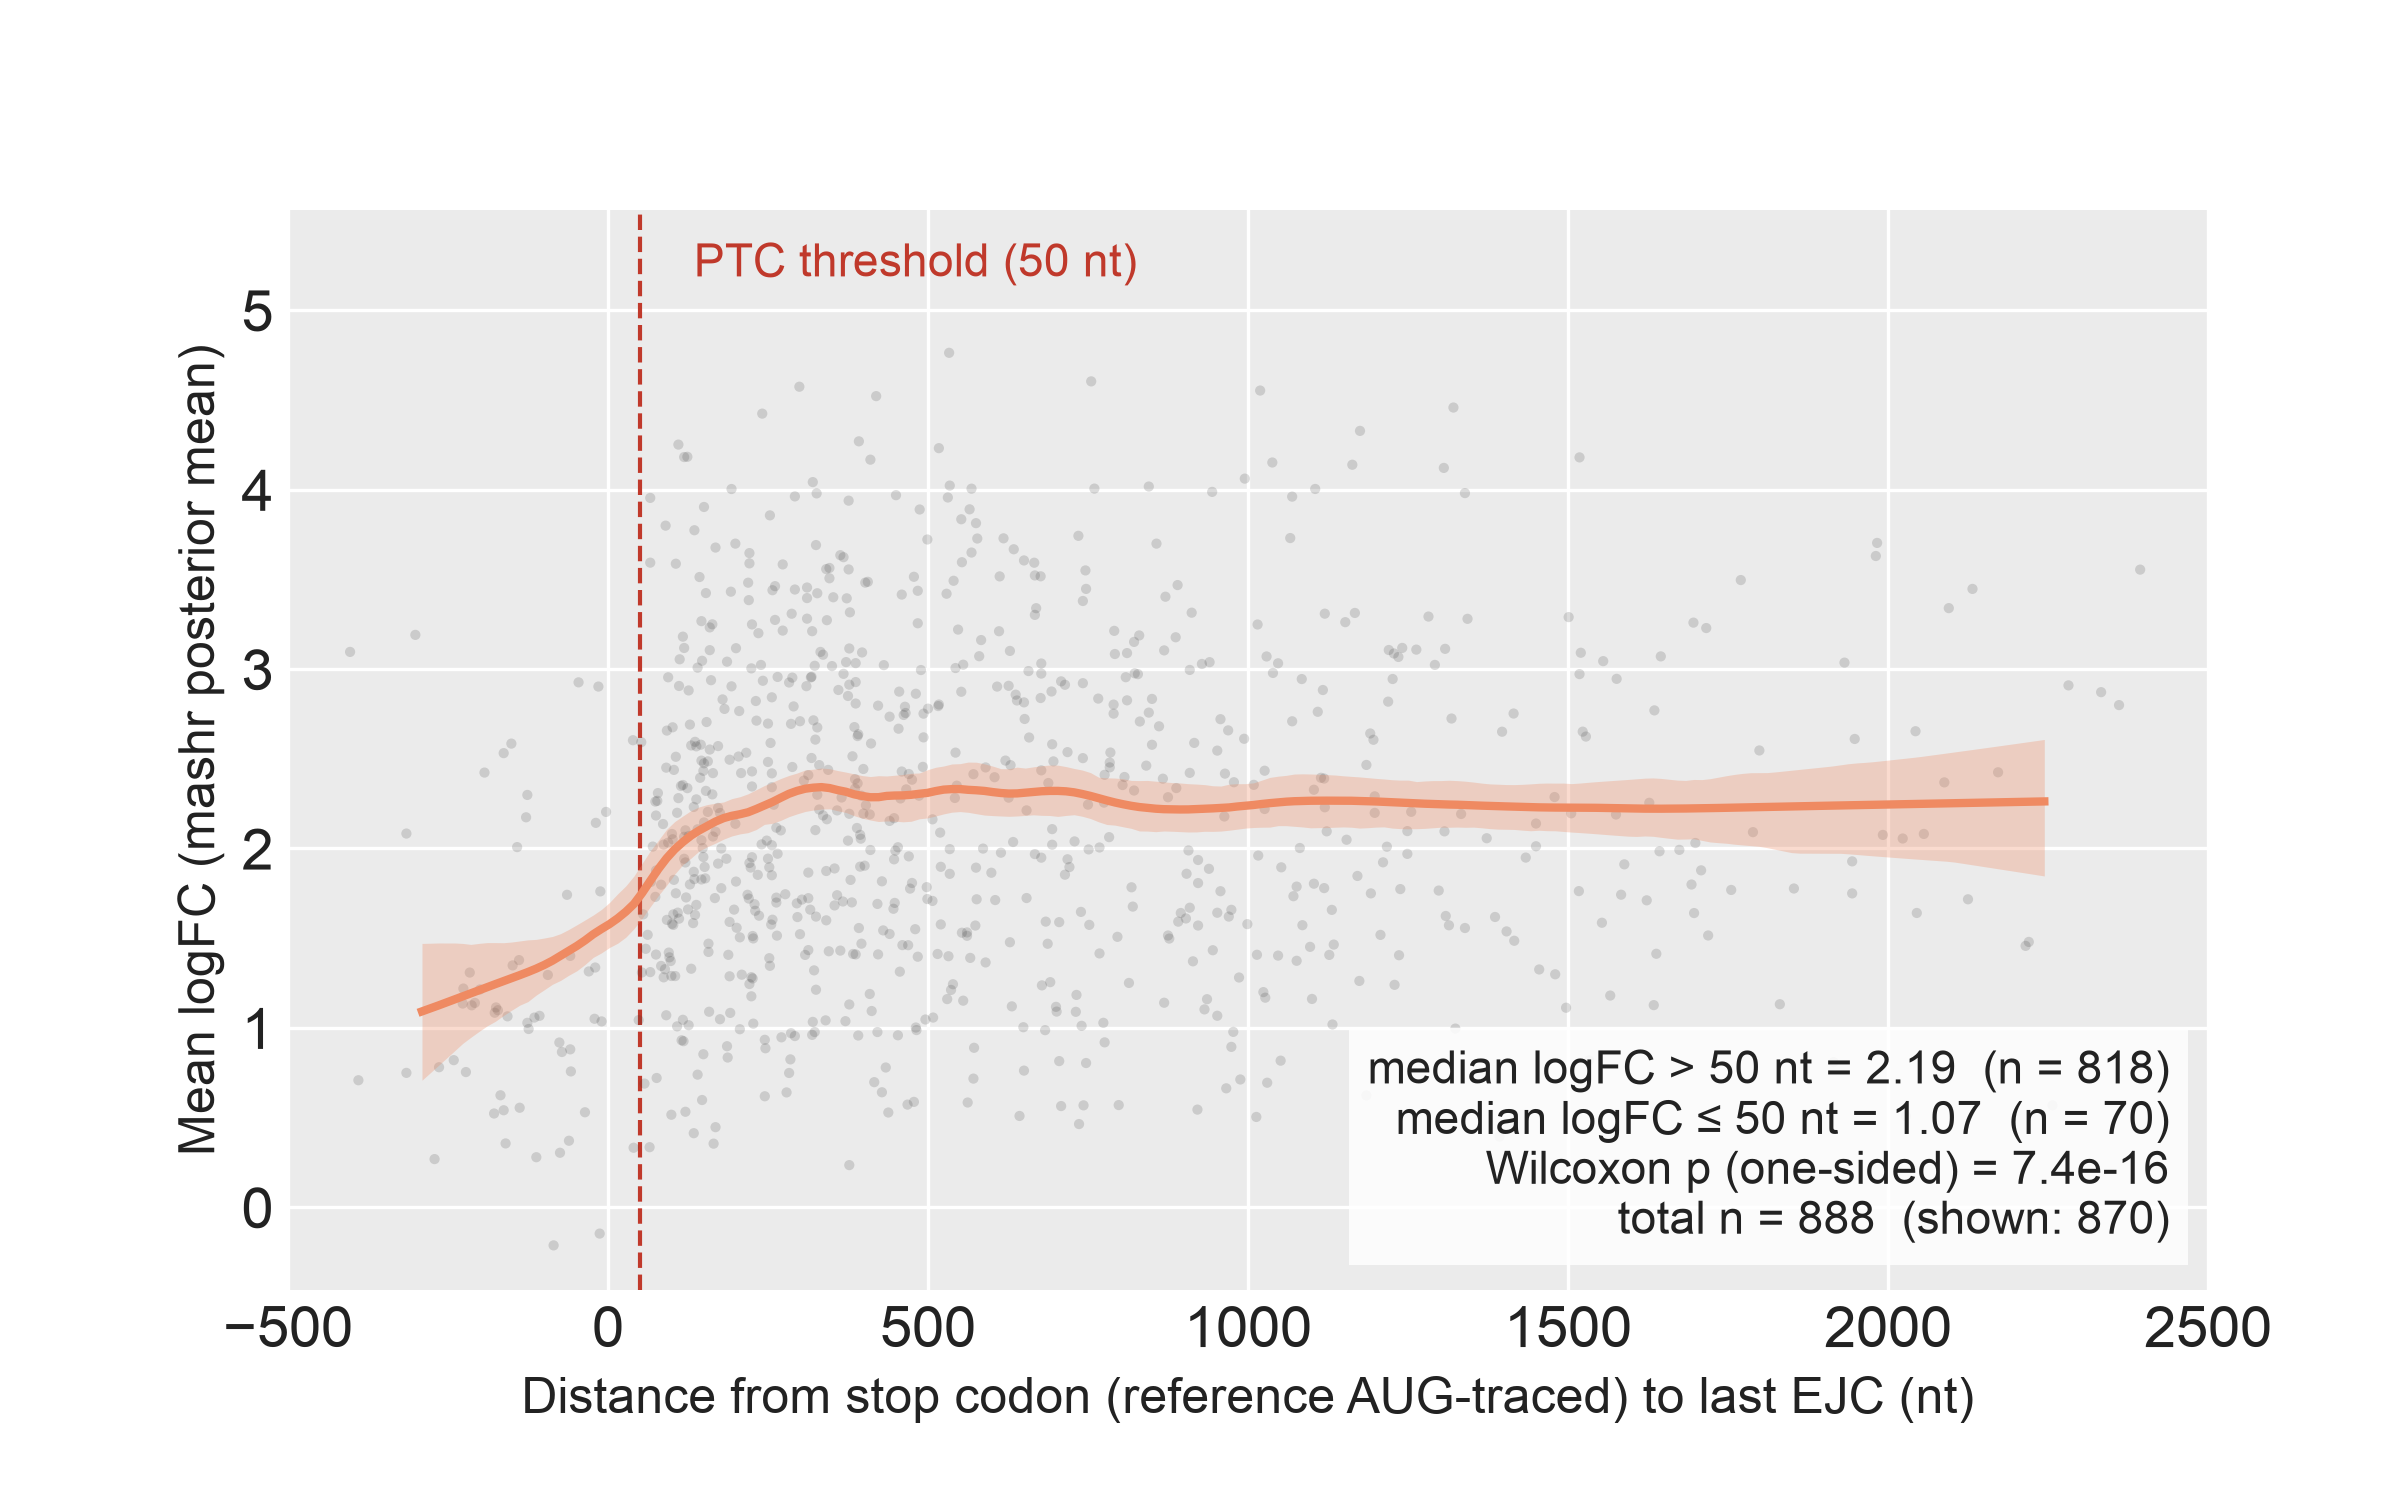 PTC threshold (50 nt)
5
4
3
2
1
0
Mean logFC (mashr posterior mean)
median logFC > 50 nt = 2.19 (n = 818)
median logFC ≤ 50 nt = 1.07 (n = 70)
Wilcoxon p (one-sided) = 7.4e-16
total n = 888 (shown: 870)
−500 0 500 1000 1500 2000 2500
Distance from stop codon (reference AUG-traced) to last EJC (nt)